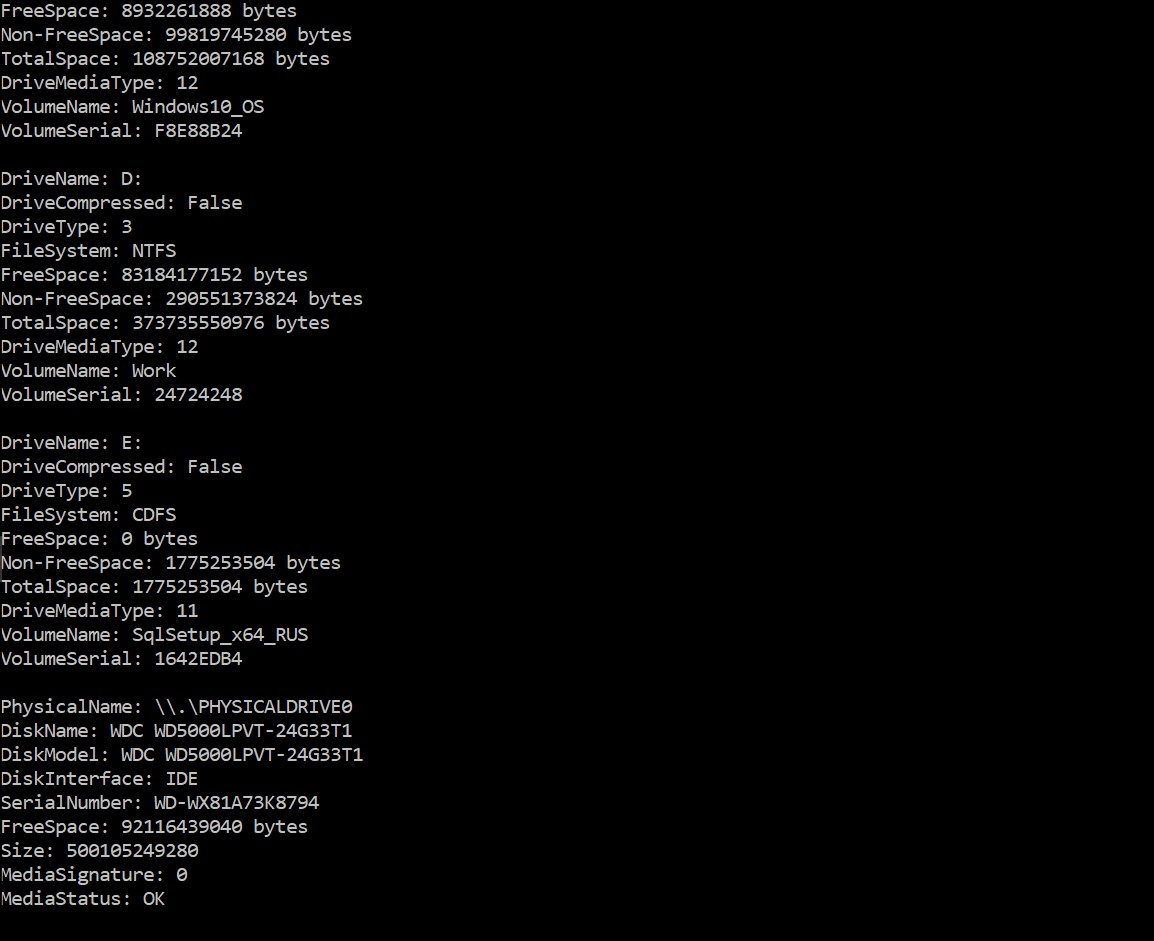 FreeSpace: 8932261888 bytes
Non-FreeSpace: 99819745280 bytes
TotalSpace: 108752007168 bytes
DriveMediaType: 12
VolumeName: Windows10_OS
VolumeSerial: F8E88B24
DriveName: D:
DriveCompressed: False
DriveType: 3
FileSystem: NTFS
FreeSpace: 83184177152 bytes
Non-FreeSpace: 290551373824 bytes
TotalSpace: 373735550976 bytes
DriveMediaType: 12
VolumeName: Work
VolumeSerial: 24724248
DriveName: E:
DriveCompressed: False
DriveType: 5
FileSystem: CDFS
FreeSpace: 0 bytes
Non-FreeSpace: 1775253504 bytes
TotalSpace: 1775253504 bytes
DriveMediaType: 11
VolumeName: SqlSetup_x64_RUS
VolumeSerial: 1642EDB4
PhysicalName: \\.\PHYSICALDRIVE0
DiskName: WDC WD5000LPVT-24G33T1
DiskModel: WDC WD5000LPVT-24G33T1
DiskInterface: IDE
SerialNumber: WD-WX81A73K8794
FreeSpace: 92116439040 bytes
Size: 500105249280
MediaSignature: 0
MediaStatus: OK